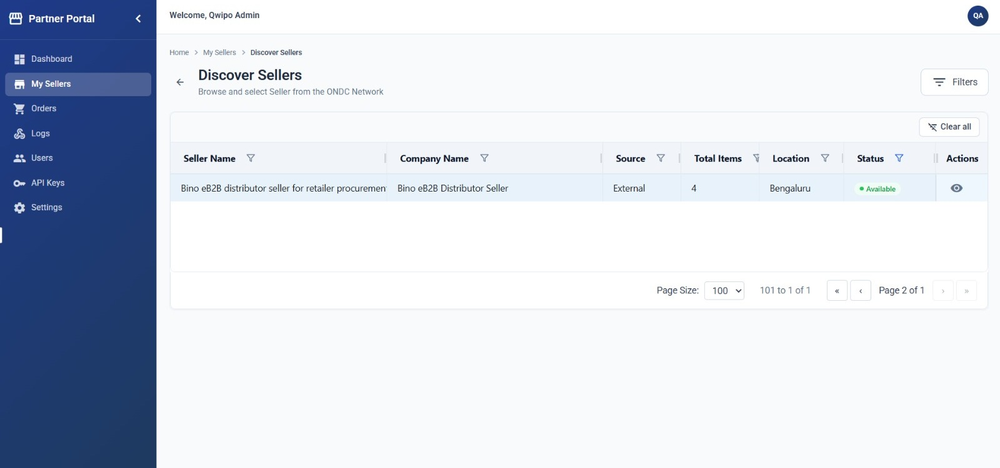 Partner Portal
Welcome, Qwipo Admin
QA
Dashboard
My Sellers
Orders
Logs
Users
API Keys
Settings
Home > My Sellers > Discover Sellers
Discover Sellers
Browse and select Seller from the ONDC Network
Filters
Clear all
Seller Name Company Name Source Total Items Location Status Actions
Bino eB2B distributor seller for retailer procurement Bino eB2B Distributor Seller External 4 Bengaluru Available
Page Size: 100 101 to 1 of 1 « ‹ Page 2 of 1 › »